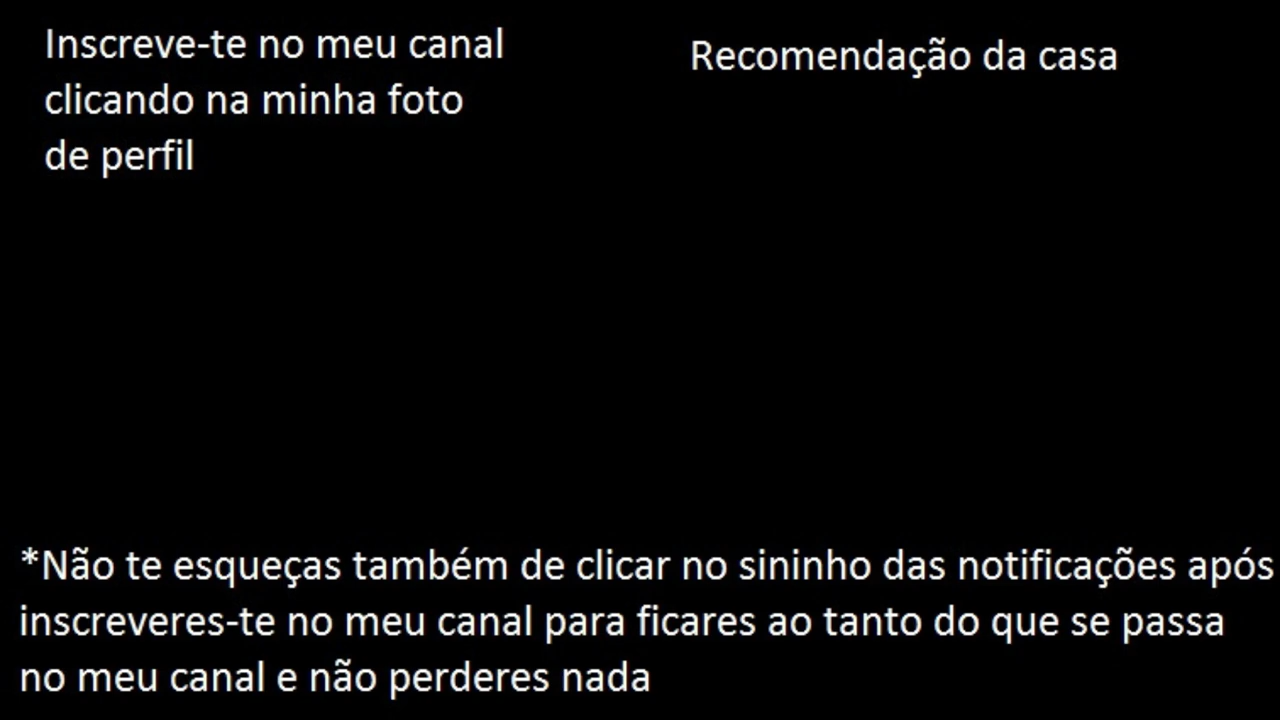 Inscreve-te no meu canal
clicando na minha foto
de perfil
Recomendação da casa
*Não te esqueças também de clicar no sininho das notificações após
inscreveres-te no meu canal para ficares ao tanto do que se passa
no meu canal e não perderes nada